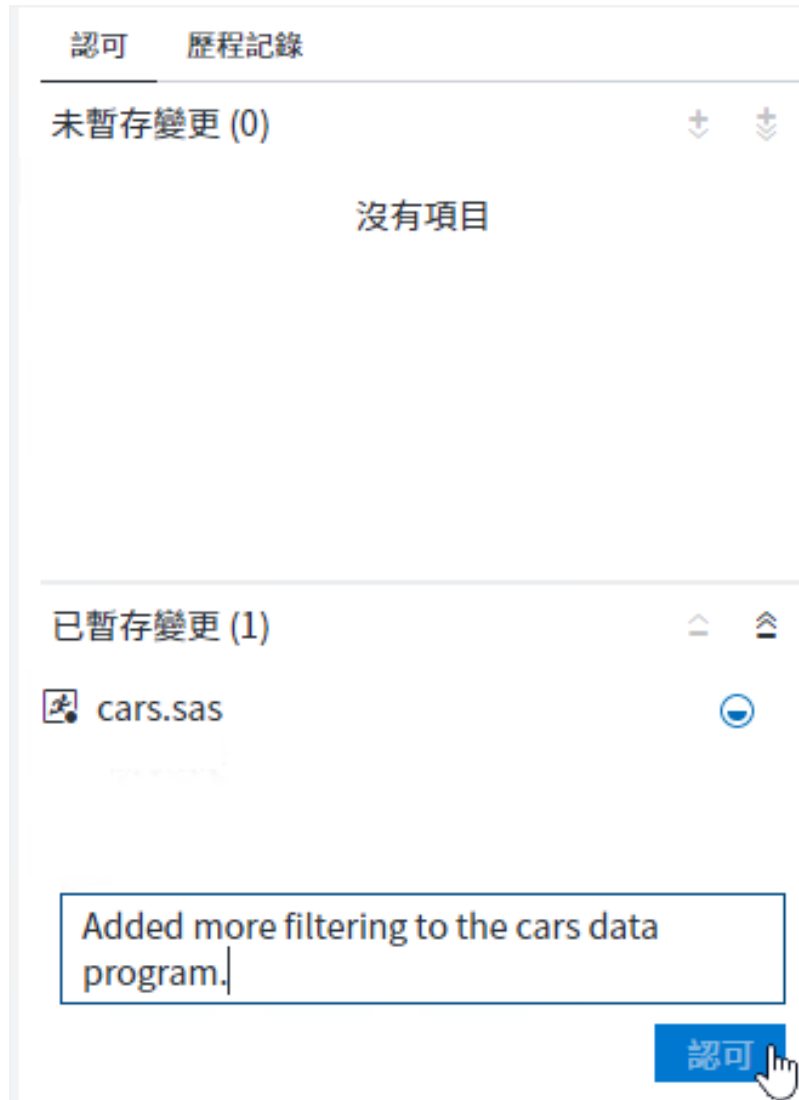 認可 歷程記錄
未暫存變更 (0)
沒有項目
已暫存變更 (1)
cars.sas
Added more filtering to the cars data
program.
認可